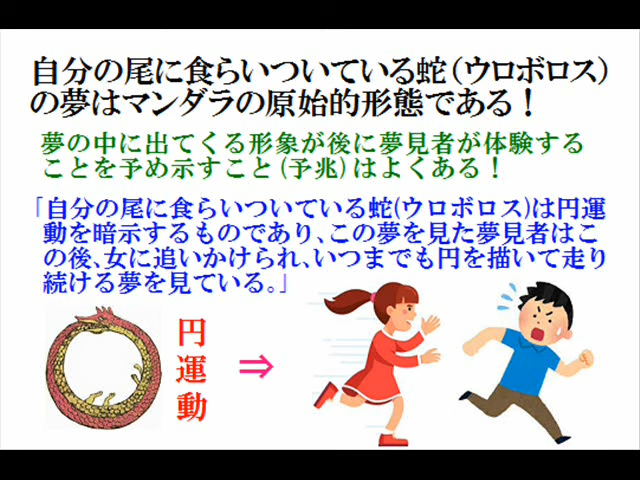 自分の尾に食らいついている蛇（ウロボロス）
の夢はマンダラの原始的形態である！
夢の中に出てくる形象が後に夢見者が体験する
ことを予め示すこと(予兆)はよくある！
「自分の尾に食らいついている蛇(ウロボロス)は円運
動を暗示するものであり、この夢を見た夢見者はこ
の後、女に追いかけられ、いつまでも円を描いて走り
続ける夢を見ている。」
円運動
⇒